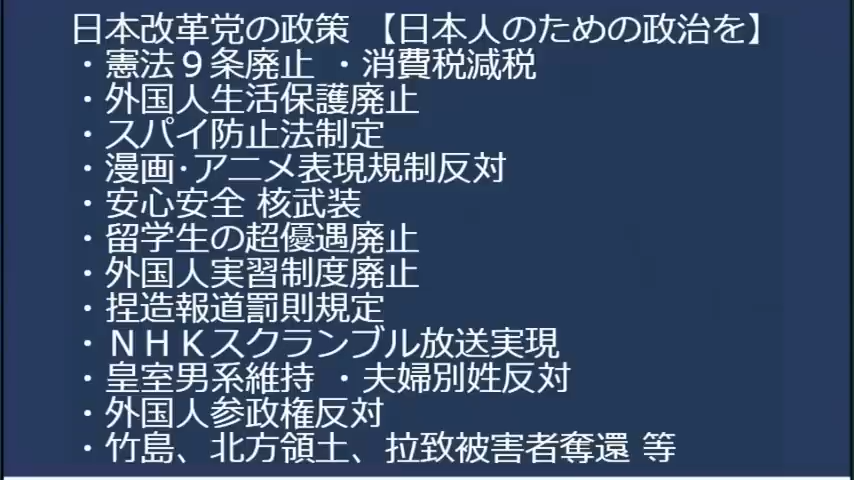 日本改革党の政策 【日本人のための政治を】
・憲法９条廃止 ・消費税減税
・外国人生活保護廃止
・スパイ防止法制定
・漫画･アニメ表現規制反対
・安心安全 核武装
・留学生の超優遇廃止
・外国人実習制度廃止
・捏造報道罰則規定
・ＮＨＫスクランブル放送実現
・皇室男系維持 ・夫婦別姓反対
・外国人参政権反対
・竹島、北方領土、拉致被害者奪還 等